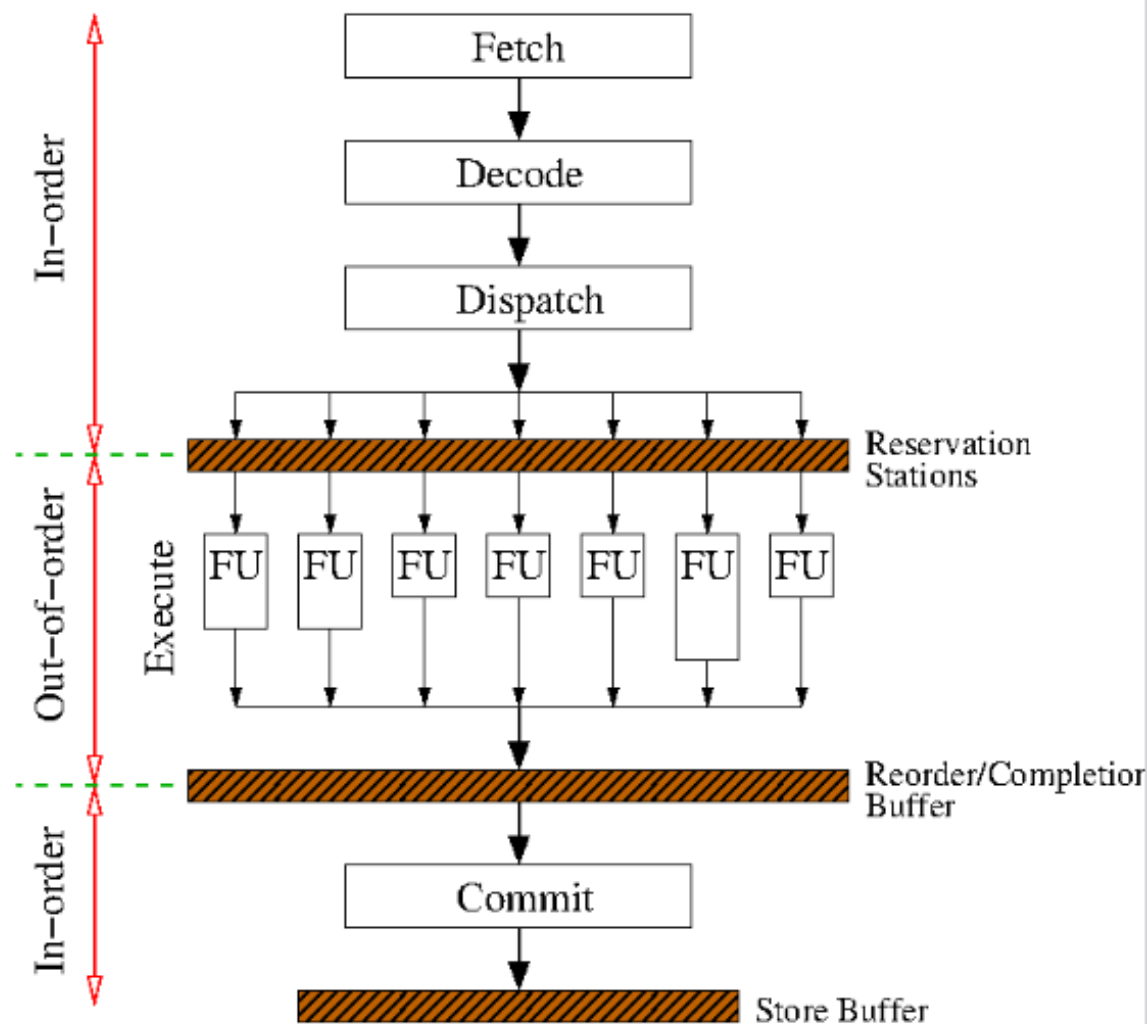 Fetch
Decode
Dispatch
In-order
Reservation
Stations
FU FU FU FU FU FU FU
Execute
Out-of-order
Reorder/Completion
Buffer
Commit
In-order
Store Buffer